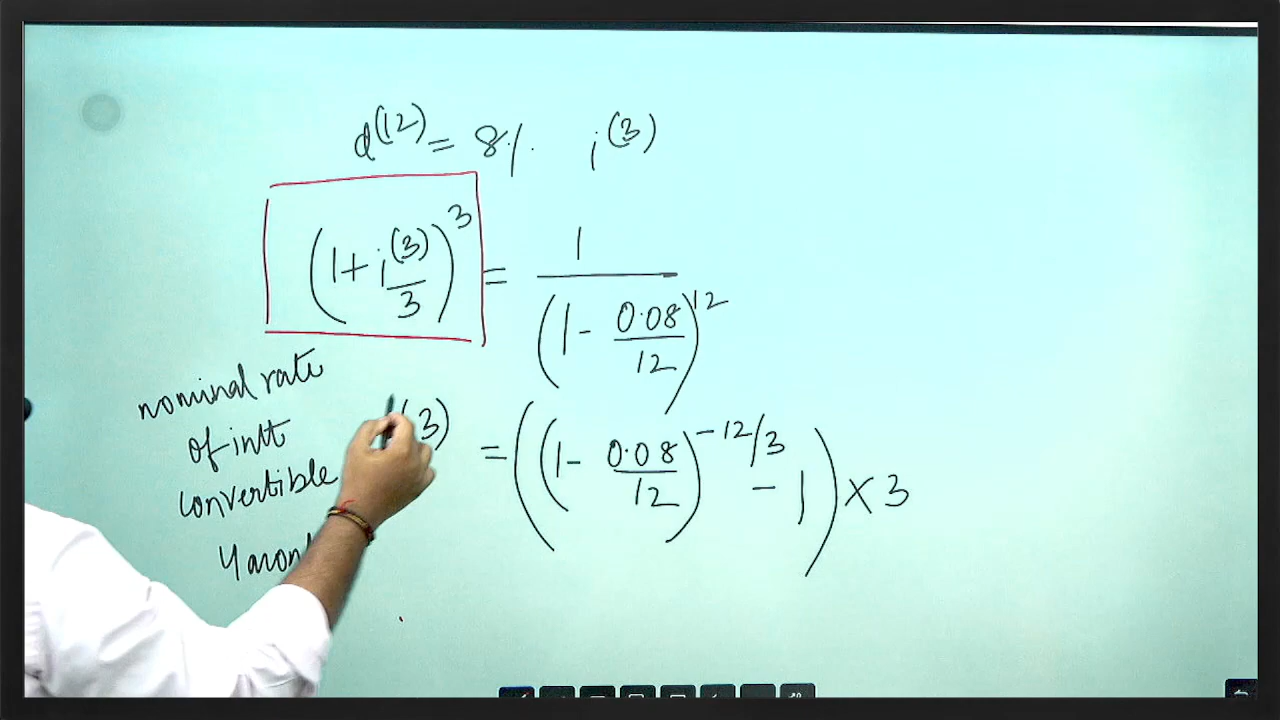 d^(12) = 8%. i^(3)
(1 + i^(3)/3)^3 = 1/(1 - 0.08/12)^12
nominal rate
of intt
convertible
(3) = ((1 - 0.08/12)^-12/3 - 1) × 3